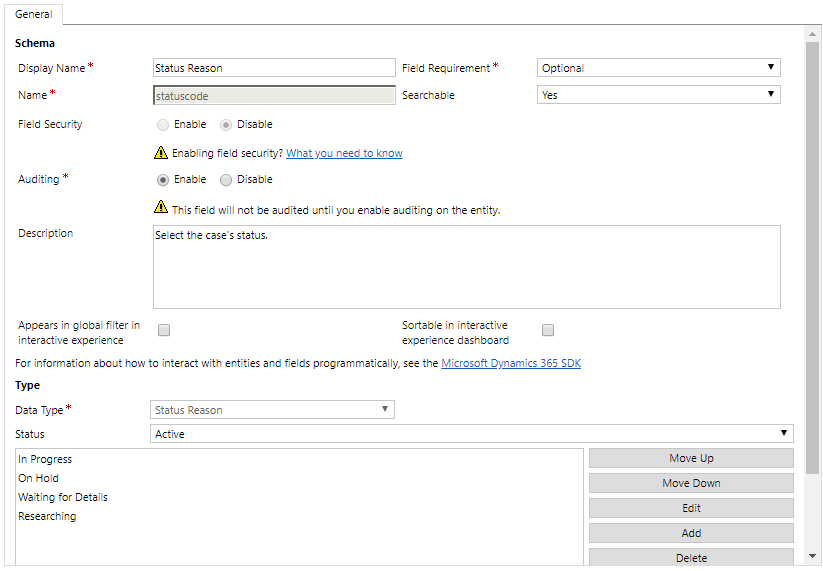 General
Schema
Display Name* Status Reason Field Requirement* Optional
Name* statuscode Searchable Yes
Field Security Enable Disable
Enabling field security? What you need to know
Auditing* Enable Disable
This field will not be audited until you enable auditing on the entity.
Description Select the case's status.
Appears in global filter in
interactive experience
Sortable in interactive
experience dashboard
For information about how to interact with entities and fields programmatically, see the Microsoft Dynamics 365 SDK
Type
Data Type* Status Reason
Status Active
In Progress
On Hold
Waiting for Details
Researching
Move Up
Move Down
Edit
Add
Delete